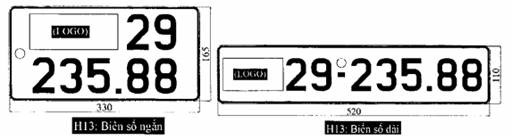 (LOGO) 29
235.88
165
330
H13: Biển số ngắn
(LOGO) 29-235.88
110
520
H13: Biển số dài